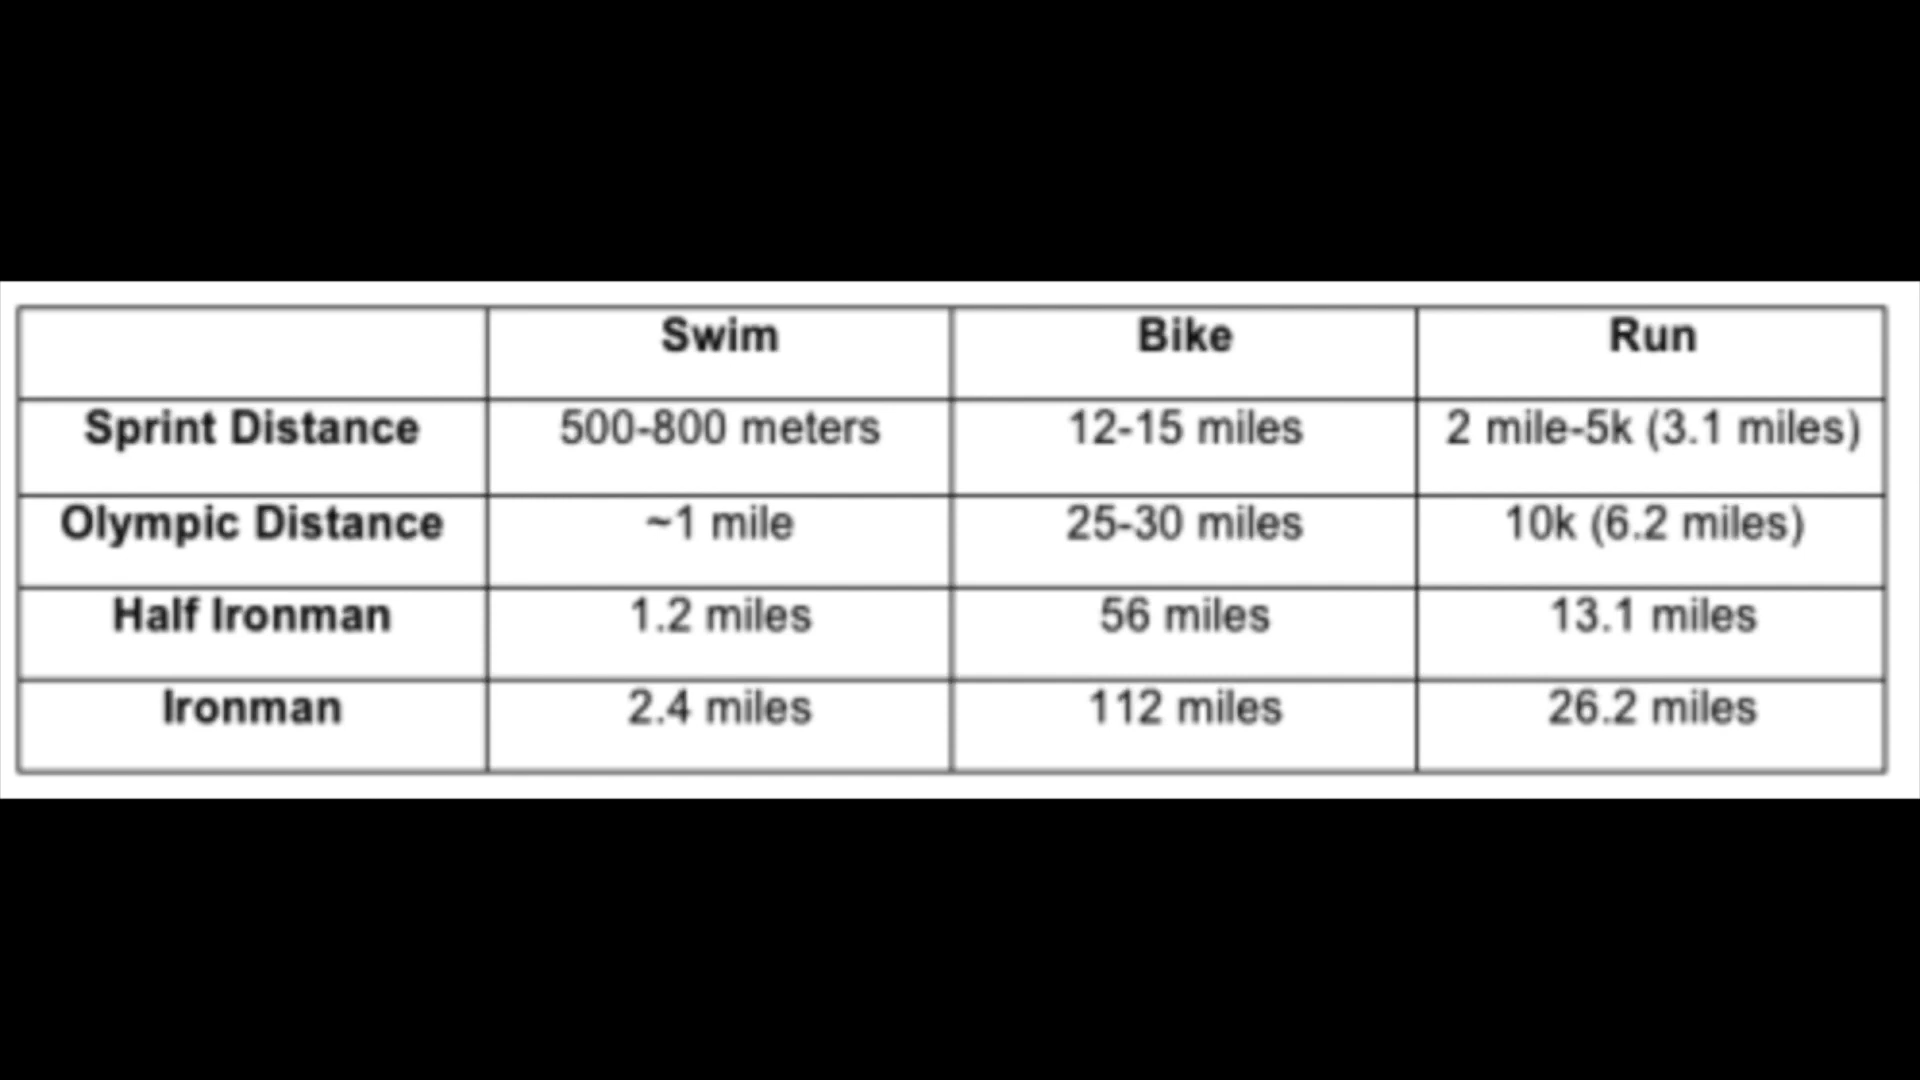 Swim Bike Run
Sprint Distance 500-800 meters 12-15 miles 2 mile-5k (3.1 miles)
Olympic Distance ~1 mile 25-30 miles 10k (6.2 miles)
Half Ironman 1.2 miles 56 miles 13.1 miles
Ironman 2.4 miles 112 miles 26.2 miles